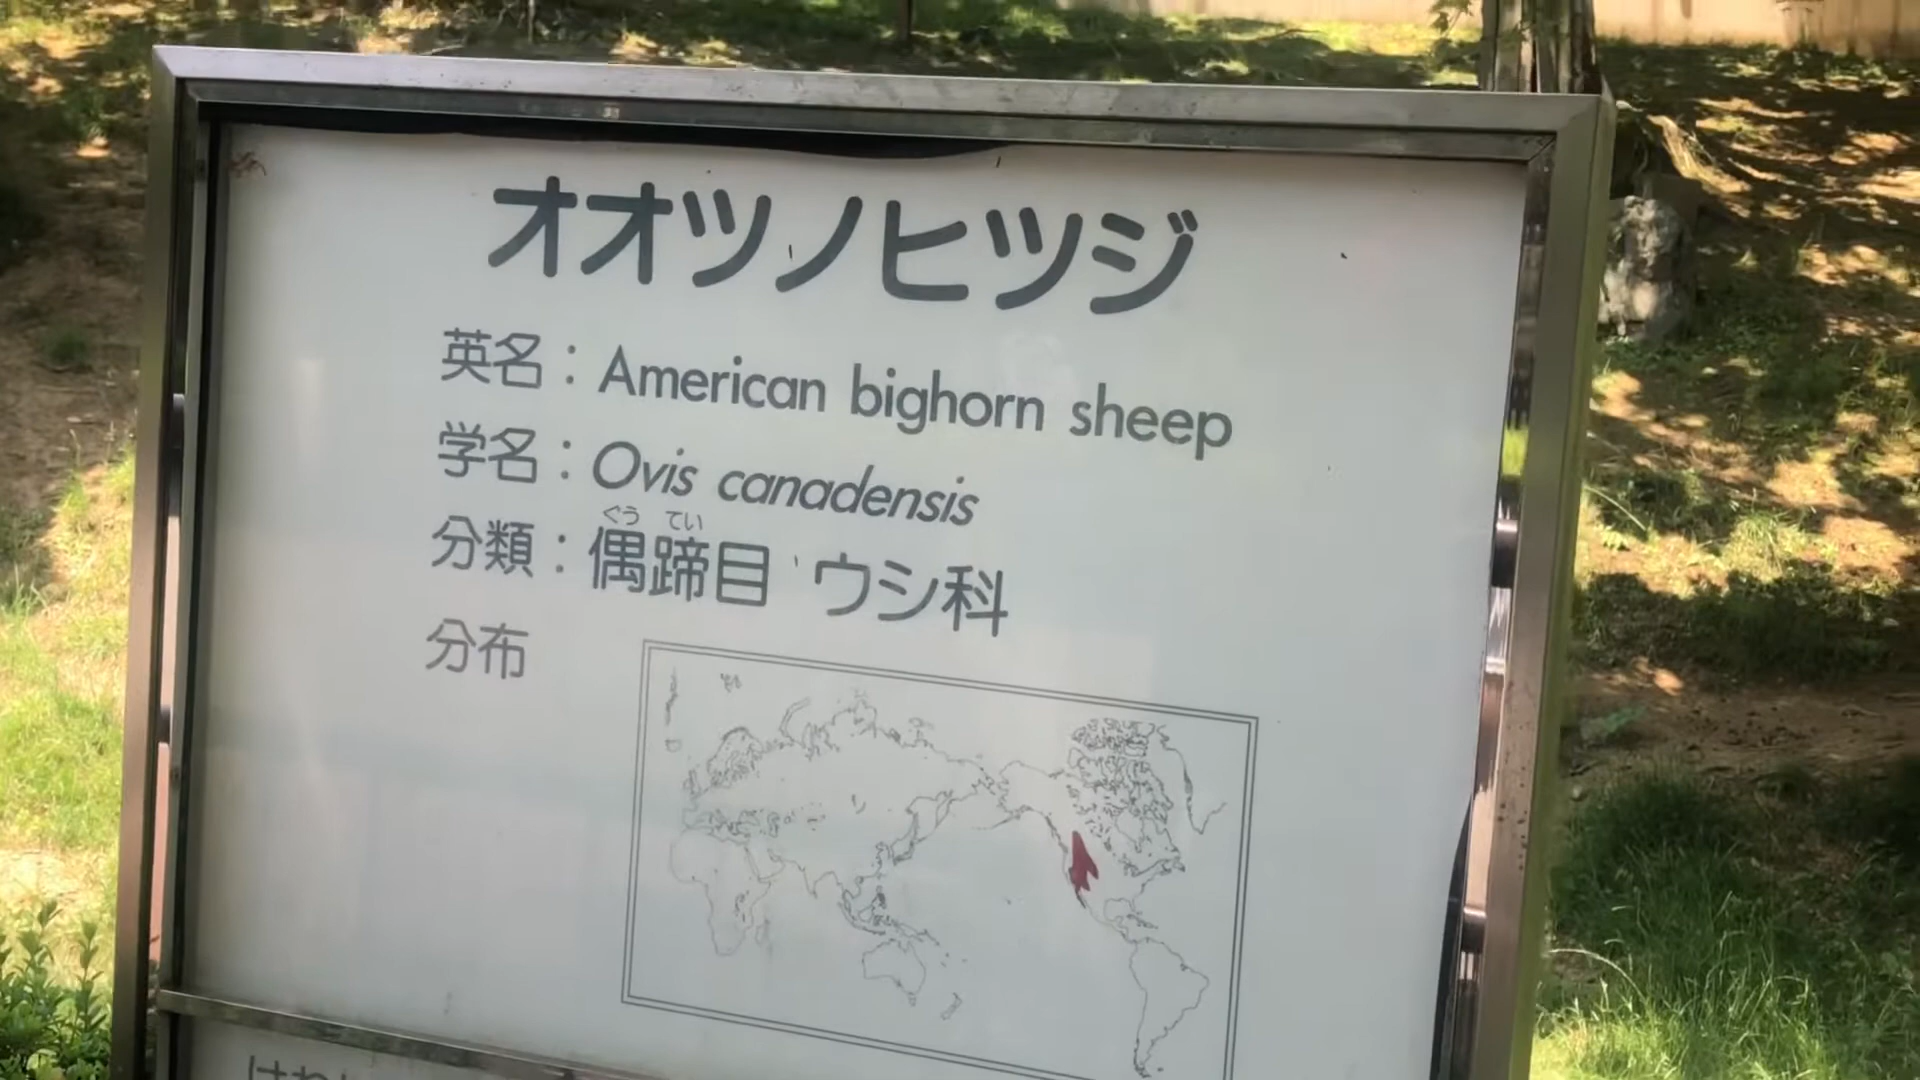 オオツノヒツジ
英名：American bighorn sheep
学名：Ovis canadensis
ぐう てい
分類：偶蹄目 ウシ科
分布